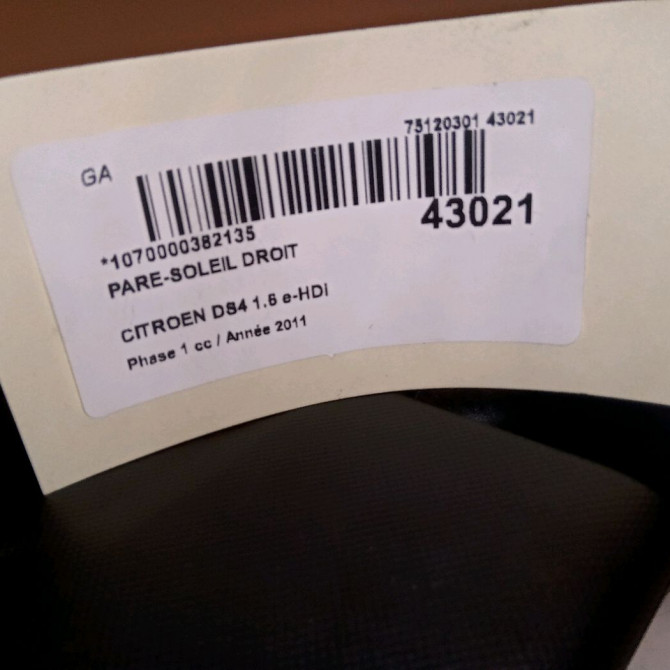 75120301 43021
GA
43021
*1070000382135
PARE-SOLEIL DROIT
CITROEN DS4 1.6 e-HDI
Phase 1 cc / Année 2011